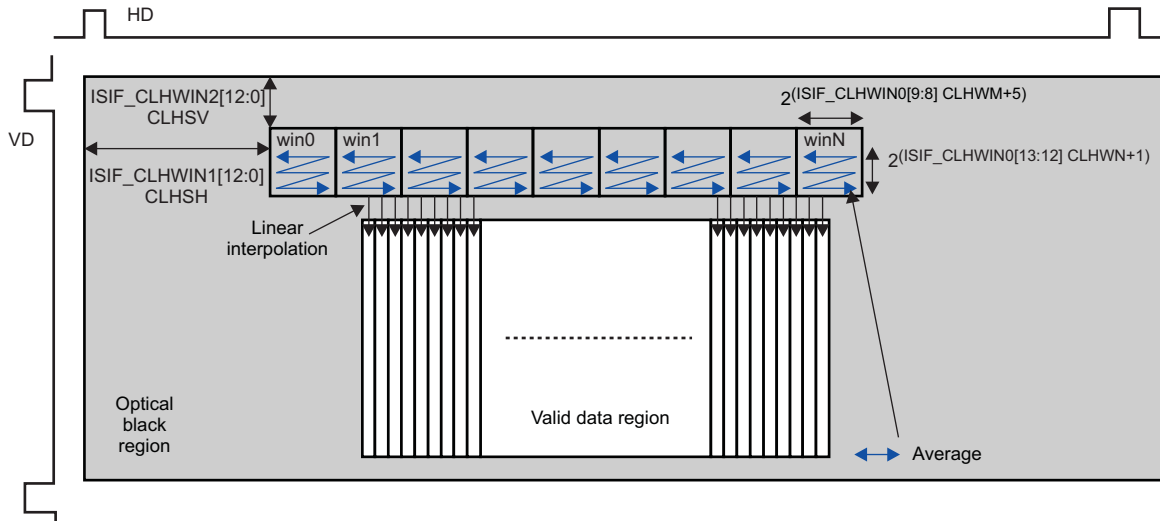 HD
VD
ISIF_CLHWIN2[12:0]
CLHSV
2(ISIF_CLHWIN0[9:8] CLHWM+5)
win0
win1
winN
2(ISIF_CLHWIN0[13:12] CLHWN+1)
ISIF_CLHWIN1[12:0]
CLHSH
Linear
interpolation
Optical
black
region
Valid data region
Average